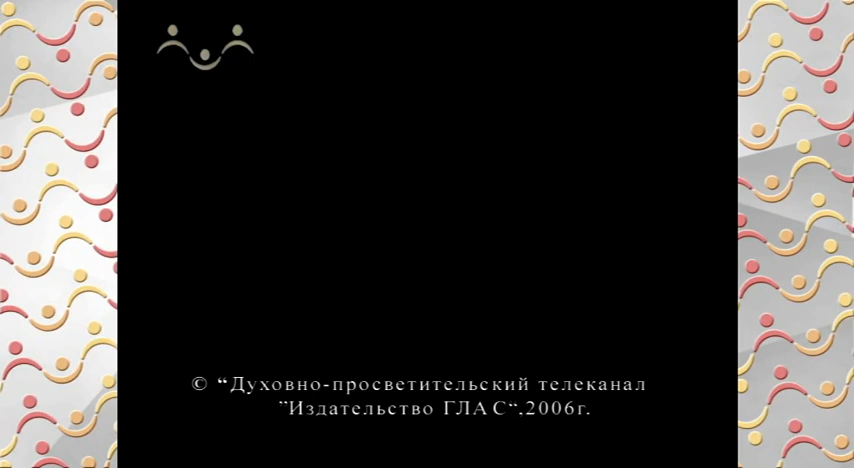 © “Духовно-просветительский телеканал
”Издательство ГЛАС“,2006г.